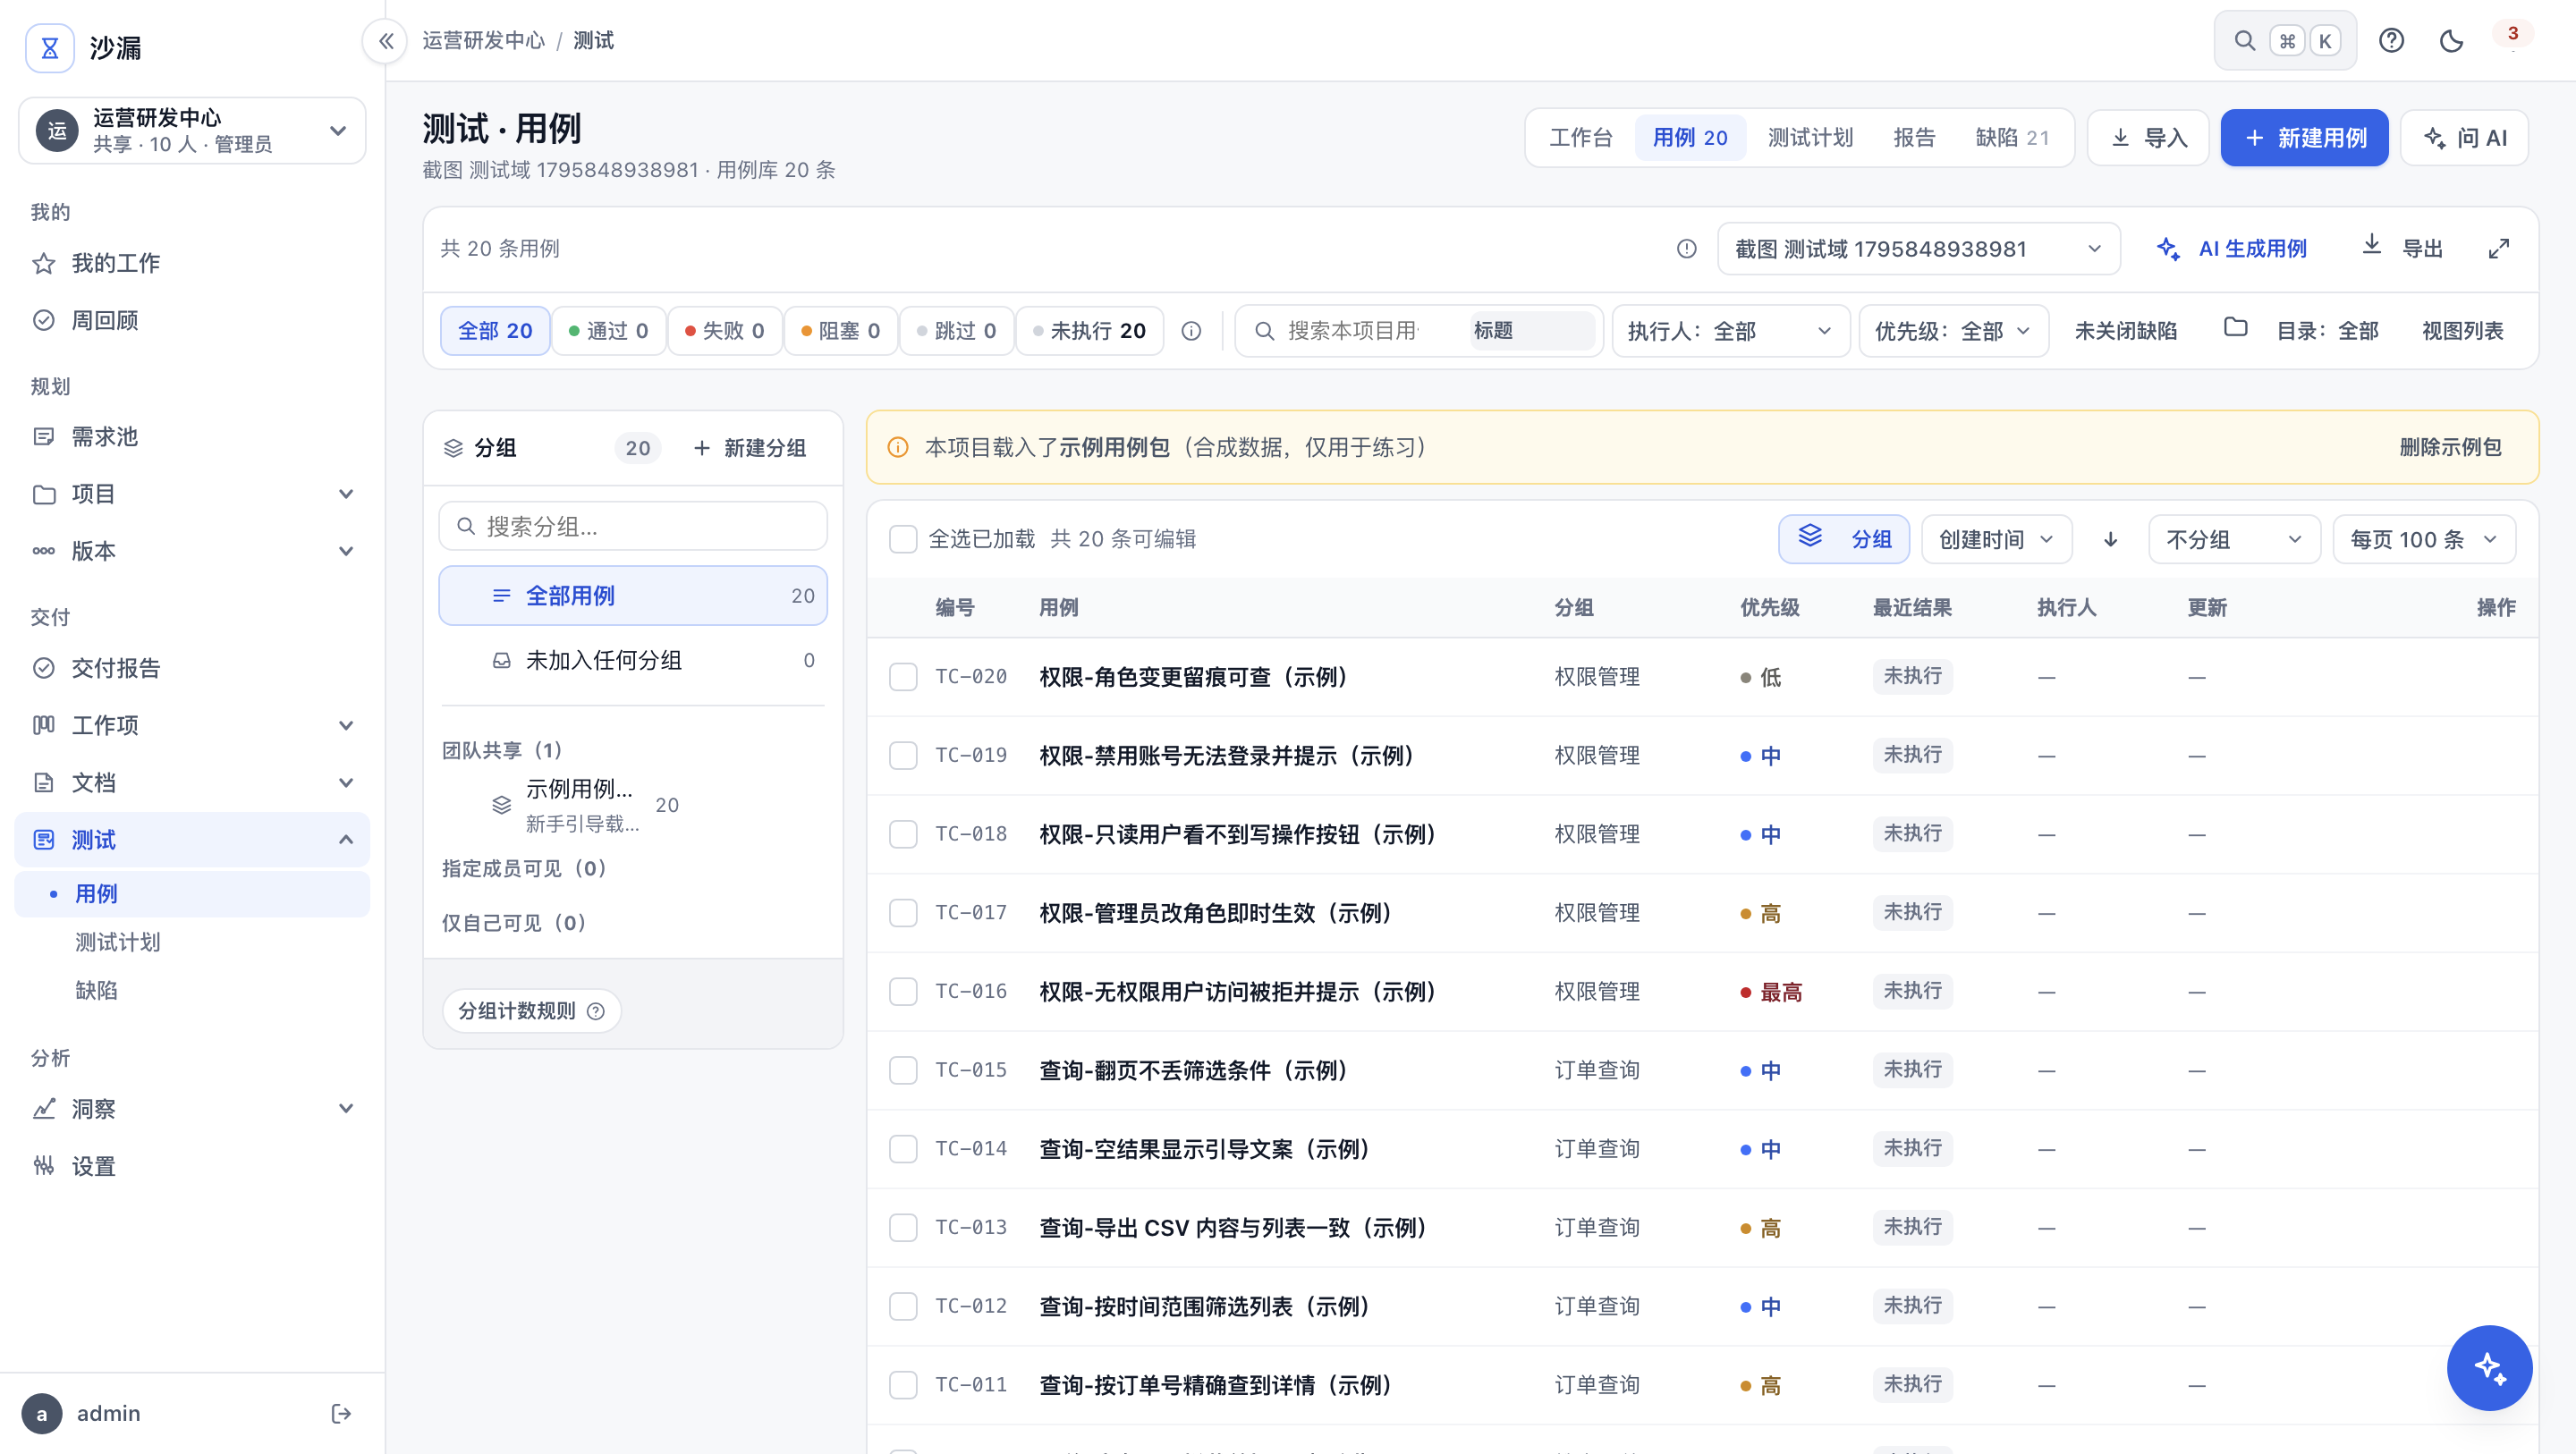 沙漏
运营研发中心 / 测试
⌘ K
3
运
运营研发中心
共享 · 10 人 · 管理员
我的
我的工作
周回顾
规划
需求池
项目
版本
交付
交付报告
工作项
文档
测试
用例
测试计划
缺陷
分析
洞察
设置
a admin
测试 · 用例
截图 测试域 1795848938981 · 用例库 20 条
工作台 用例 20 测试计划 报告 缺陷 21
导入
+ 新建用例
问 AI
共 20 条用例
截图 测试域 1795848938981
AI 生成用例
导出
全部 20 通过 0 失败 0 阻塞 0 跳过 0 未执行 20
搜索本项目用 标题
执行人：全部
优先级：全部
未关闭缺陷
目录：全部
视图列表
分组 20 + 新建分组
搜索分组...
全部用例 20
未加入任何分组 0
团队共享（1）
示例用例... 20
新手引导载...
指定成员可见（0）
仅自己可见（0）
分组计数规则
本项目载入了示例用例包（合成数据，仅用于练习）
删除示例包
全选已加载 共 20 条可编辑
分组 创建时间 不分组 每页 100 条
编号 用例 分组 优先级 最近结果 执行人 更新 操作
TC-020 权限-角色变更留痕可查（示例） 权限管理 低 未执行 — —
TC-019 权限-禁用账号无法登录并提示（示例） 权限管理 中 未执行 — —
TC-018 权限-只读用户看不到写操作按钮（示例） 权限管理 中 未执行 — —
TC-017 权限-管理员改角色即时生效（示例） 权限管理 高 未执行 — —
TC-016 权限-无权限用户访问被拒并提示（示例） 权限管理 最高 未执行 — —
TC-015 查询-翻页不丢筛选条件（示例） 订单查询 中 未执行 — —
TC-014 查询-空结果显示引导文案（示例） 订单查询 中 未执行 — —
TC-013 查询-导出 CSV 内容与列表一致（示例） 订单查询 高 未执行 — —
TC-012 查询-按时间范围筛选列表（示例） 订单查询 中 未执行 — —
TC-011 查询-按订单号精确查到详情（示例） 订单查询 高 未执行 — —